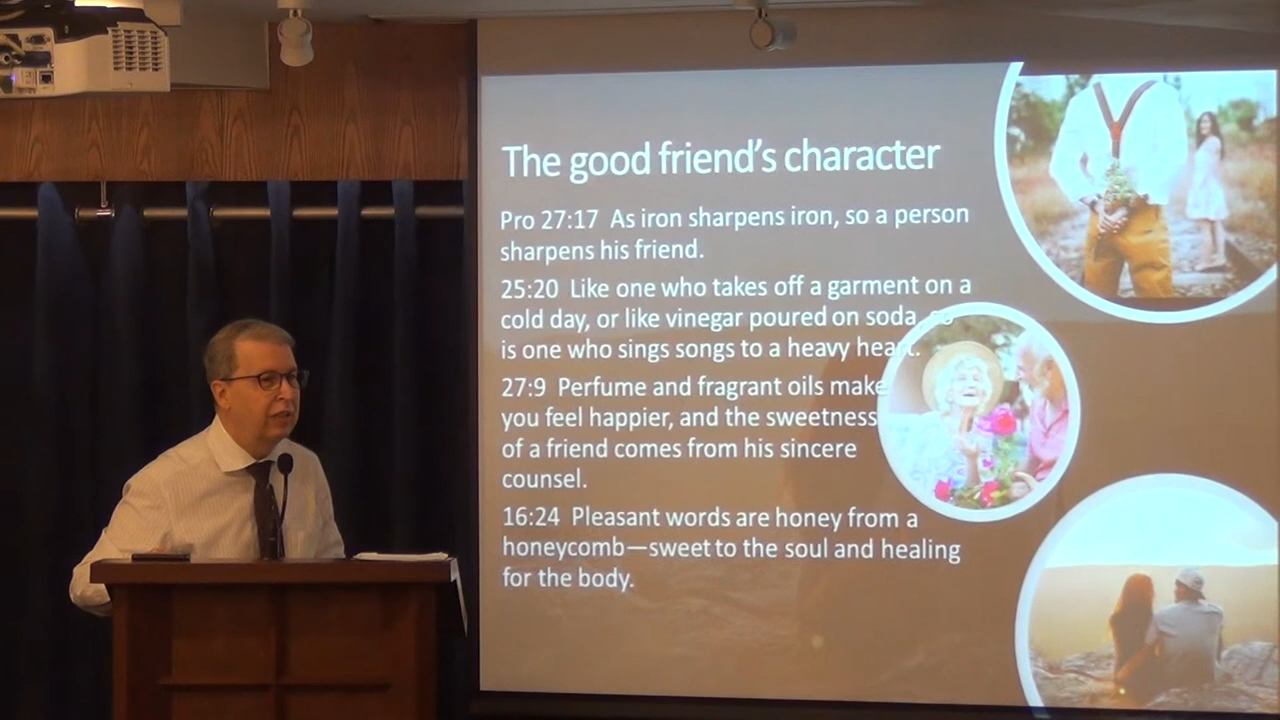 The good friend's character
Pro 27:17 As iron sharpens iron, so a person
sharpens his friend.
25:20 Like one who takes off a garment on a
cold day, or like vinegar poured on soda, so
is one who sings songs to a heavy heart.
27:9 Perfume and fragrant oils make
you feel happier, and the sweetness
of a friend comes from his sincere
counsel.
16:24 Pleasant words are honey from a
honeycomb—sweet to the soul and healing
for the body.